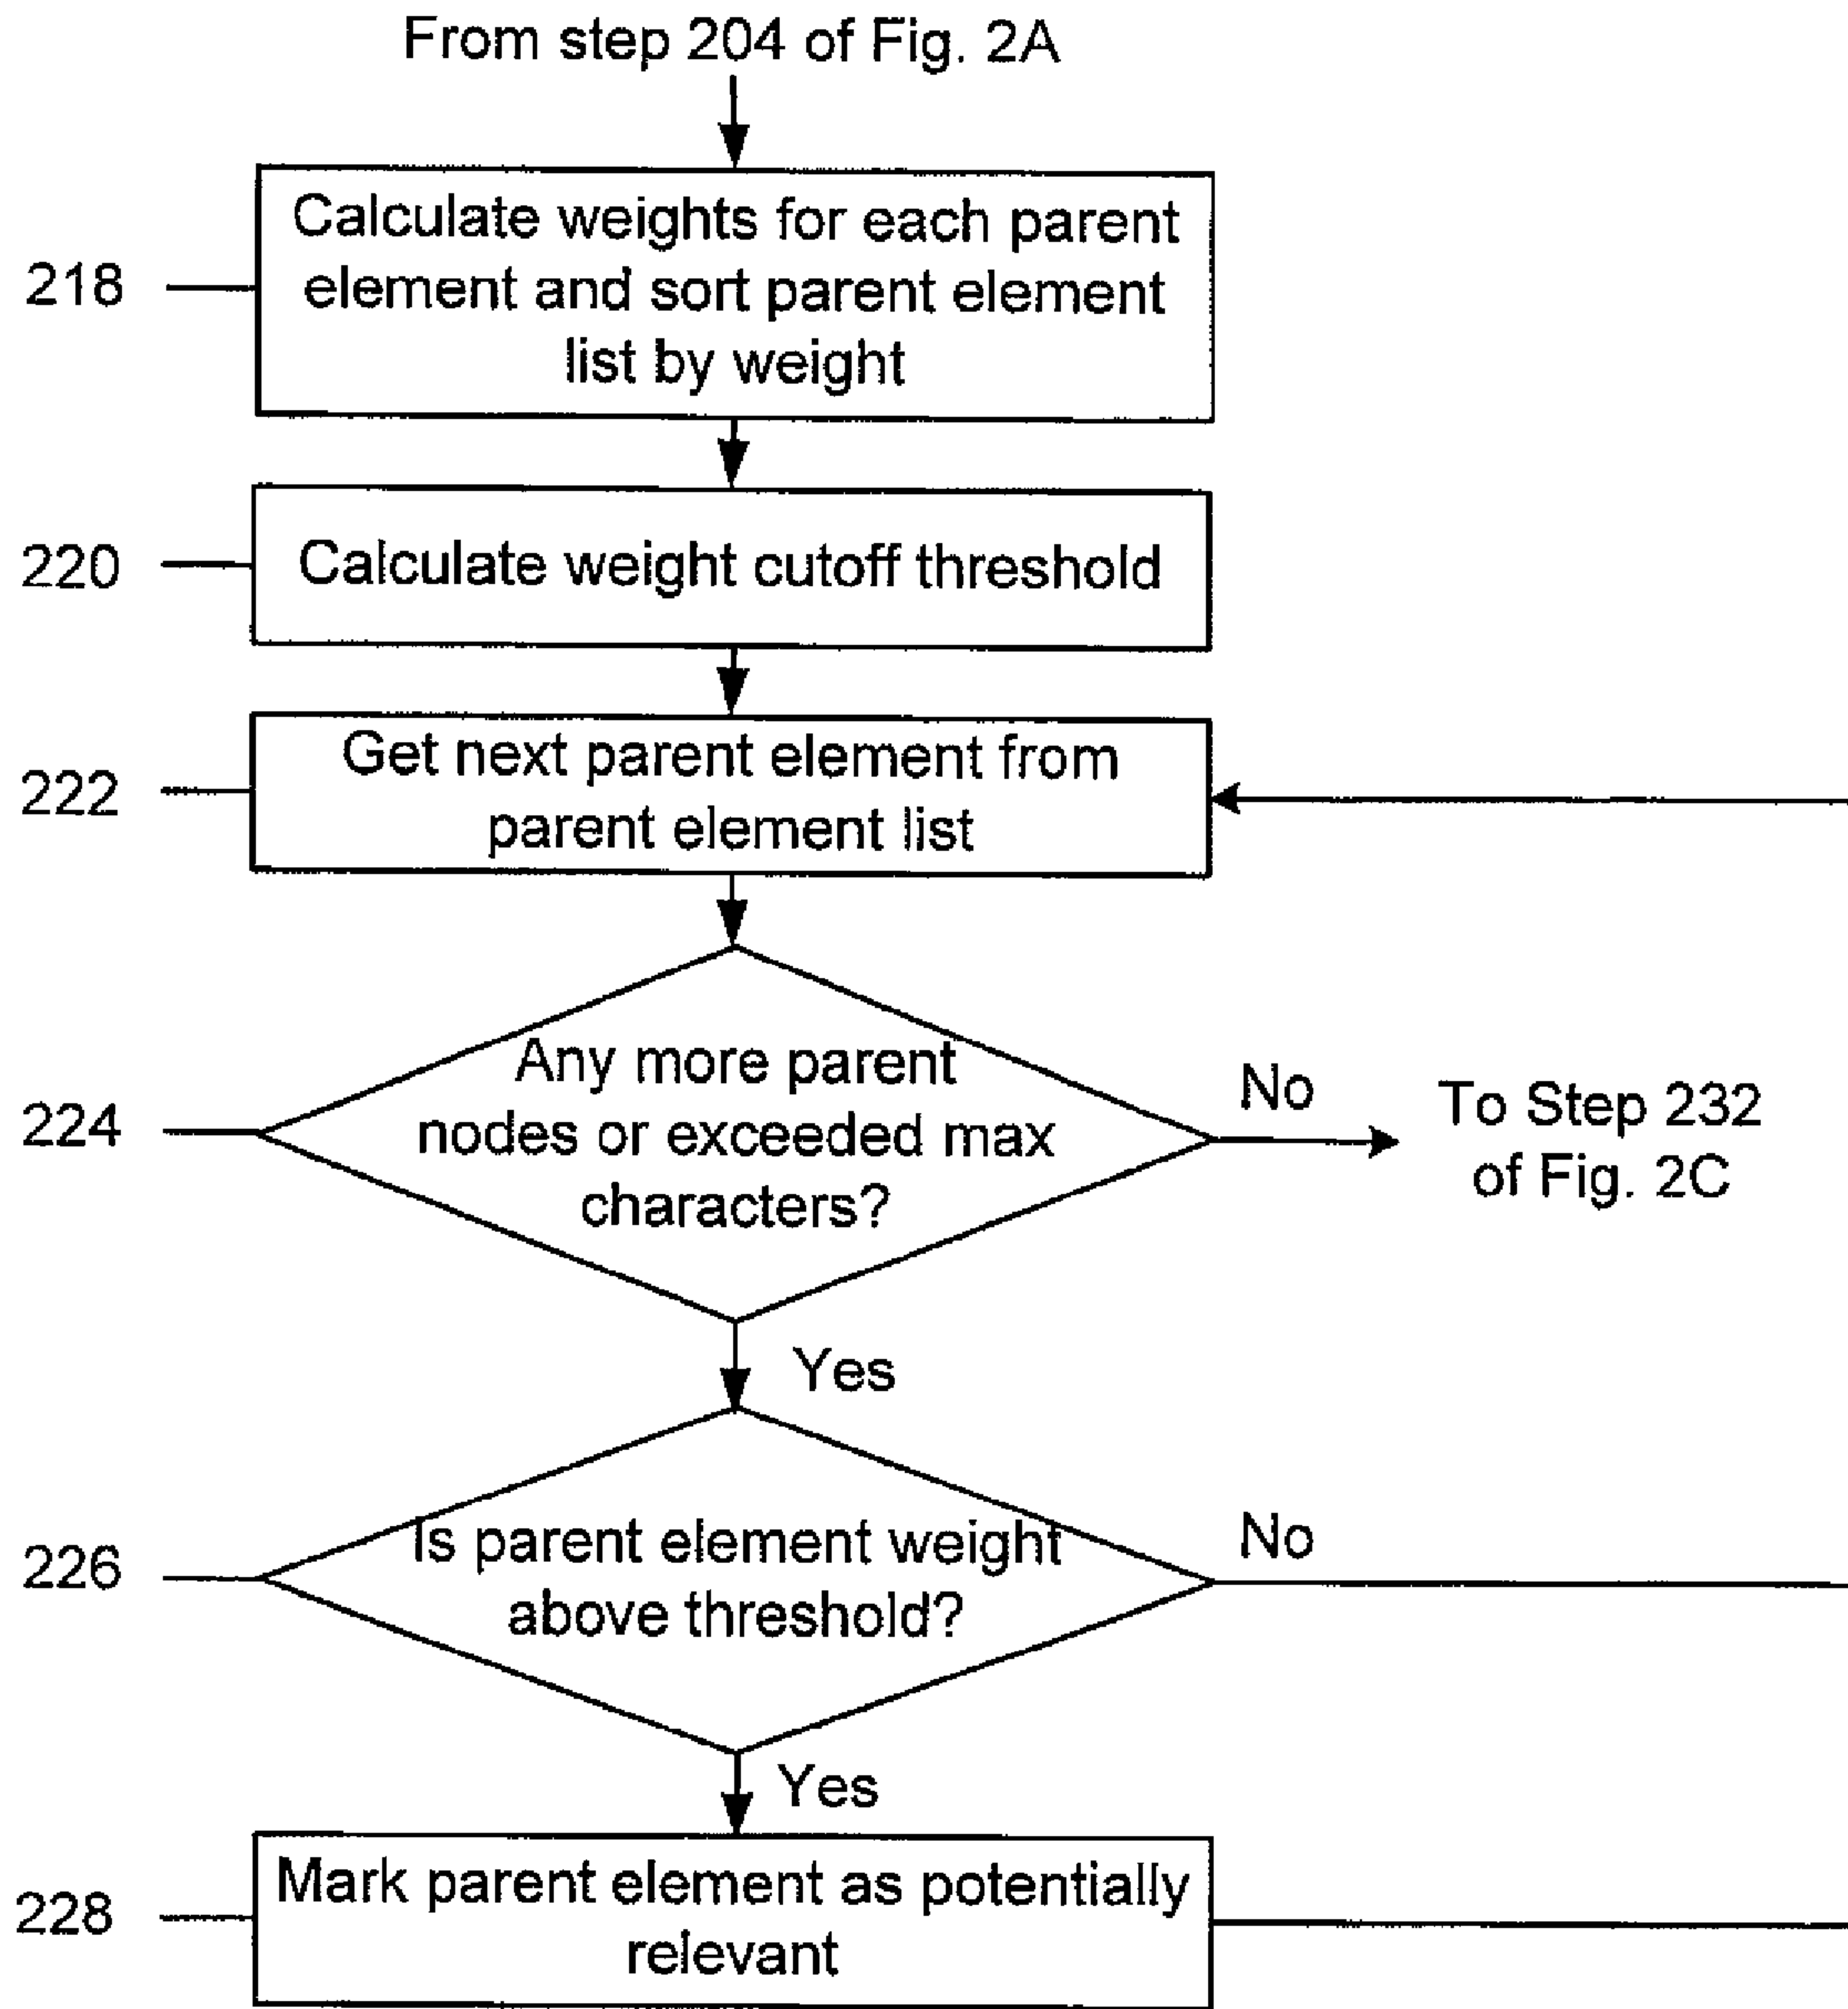 From step 204 of Fig. 2A
218
Calculate weights for each parent
element and sort parent element
list by weight
220
Calculate weight cutoff threshold
222
Get next parent element from
parent element list
224
Any more parent
nodes or exceeded max
characters?
No
To Step 232
of Fig. 2C
Yes
226
Is parent element weight
above threshold?
No
Yes
228
Mark parent element as potentially
relevant